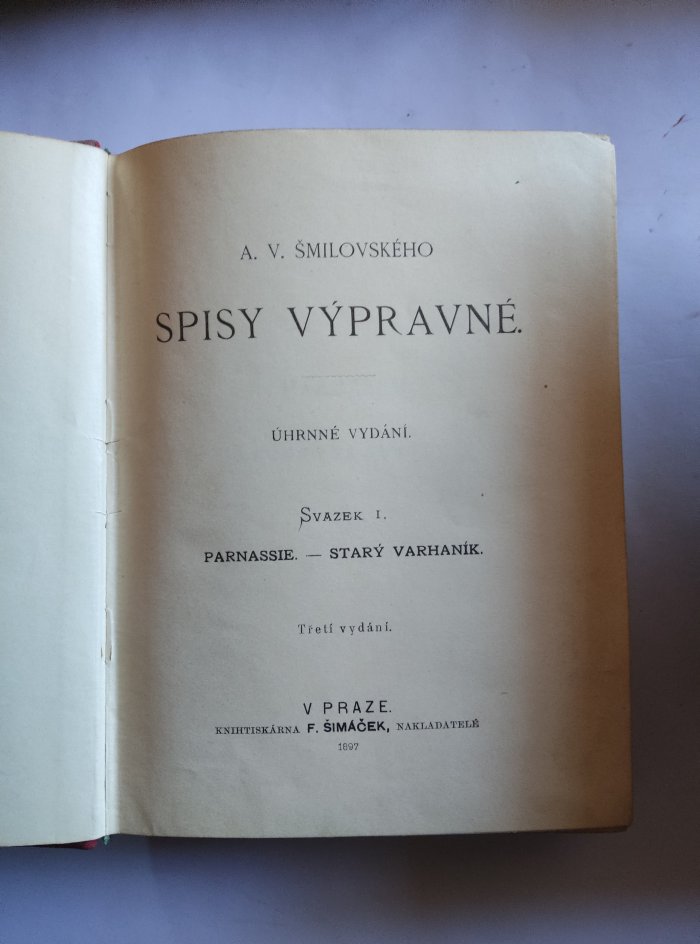 A. V. ŠMILOVSKÉHO
SPISY VÝPRAVNÉ.
ÚHRNNÉ VYDÁNÍ.
SVAZEK I.
PARNASSIE. — STARÝ VARHANÍK.
Třetí vydání.
V PRAZE.
KNIHTISKÁRNA F. ŠIMÁČEK, NAKLADATELÉ
1897